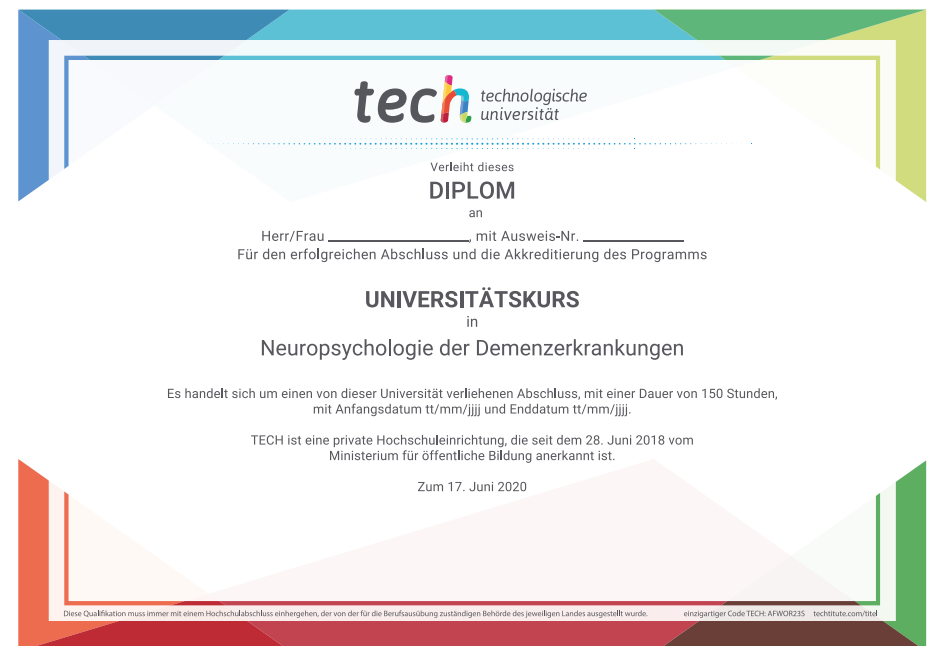 tech technologische
universität
Verleiht dieses
DIPLOM
an
Herr/Frau ____________________, mit Ausweis-Nr. ______________
Für den erfolgreichen Abschluss und die Akkreditierung des Programms
UNIVERSITÄTSKURS
in
Neuropsychologie der Demenzerkrankungen
Es handelt sich um einen von dieser Universität verliehenen Abschluss, mit einer Dauer von 150 Stunden,
mit Anfangsdatum tt/mm/jjjj und Enddatum tt/mm/jjjj.
TECH ist eine private Hochschuleinrichtung, die seit dem 28. Juni 2018 vom
Ministerium für öffentliche Bildung anerkannt ist.
Zum 17. Juni 2020
Diese Qualifikation muss immer mit einem Hochschulabschluss einhergehen, der von der für die Berufsausübung zuständigen Behörde des jeweiligen Landes ausgestellt wurde. einzigartiger Code TECH: AFWOR23S techtitute.com/titel